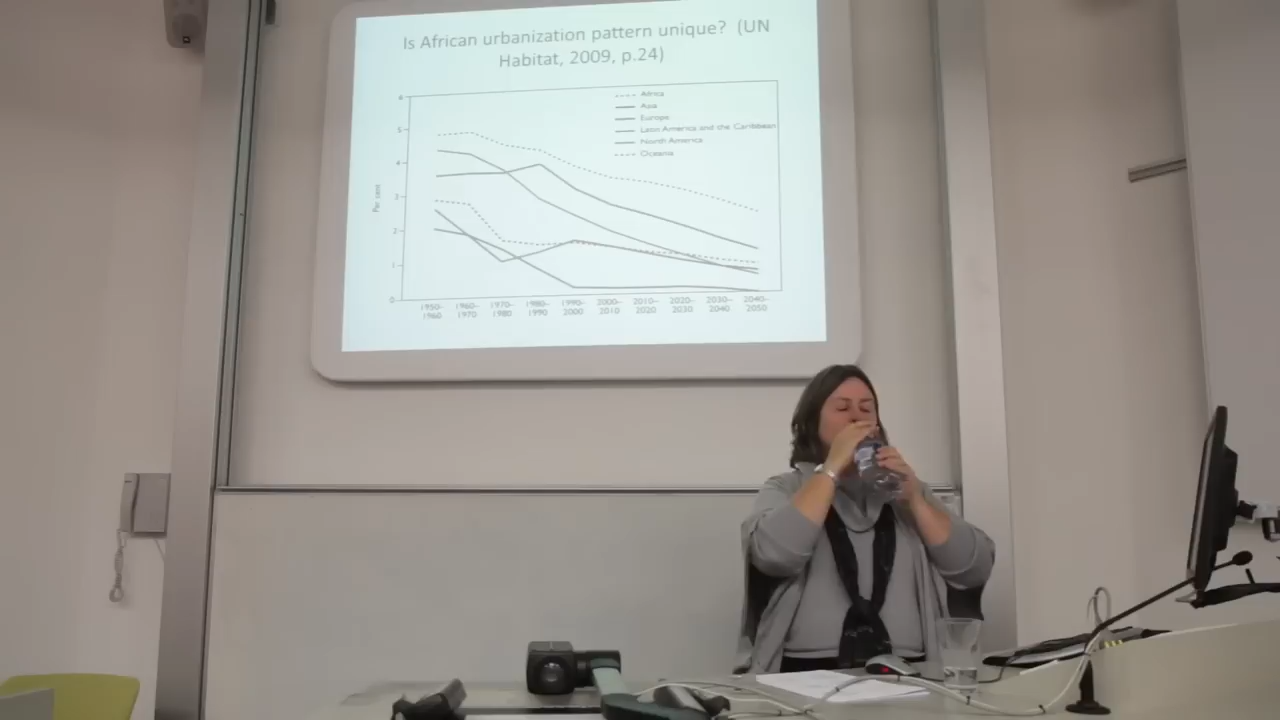 Is African urbanization pattern unique?  (UN
Habitat, 2009, p.24)
6
5
4
3
2
1
0
Per cent
Africa
Asia
Europe
Latin America and the Caribbean
North America
Oceania
1950– 1960– 1970– 1980– 1990– 2000– 2010– 2020– 2030– 2040–
1960 1970 1980 1990 2000 2010 2020 2030 2040 2050